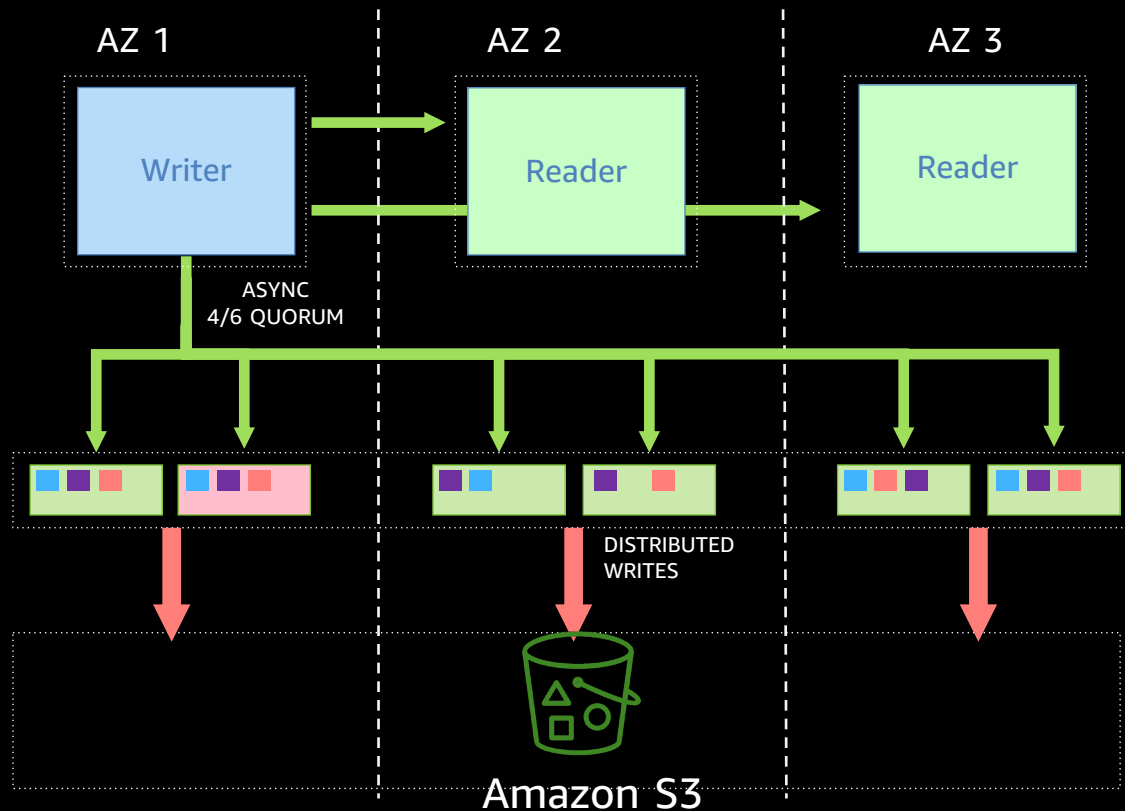 AZ 1
AZ 2
AZ 3
Writer
Reader
Reader
ASYNC
4/6 QUORUM
DISTRIBUTED
WRITES
Amazon S3